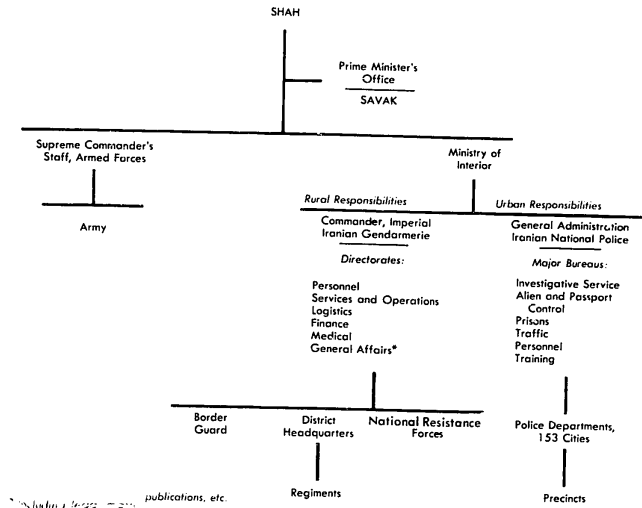 SHAH
Prime Minister's
Office
SAVAK
Supreme Commander's
Staff, Armed Forces
Army
Ministry of
Interior
Rural Responsibilities
Commander, Imperial
Iranian Gendarmerie
Directorates:
Personnel
Services and Operations
Logistics
Finance
Medical
General Affairs*
Border
Guard
District
Headquarters
National Resistance
Forces
Regiments
Urban Responsibilities
General Administration
Iranian National Police
Major Bureaus:
Investigative Service
Alien and Passport
Control
Prisons
Traffic
Personnel
Training
Police Departments,
153 Cities
Precincts
publications, etc.